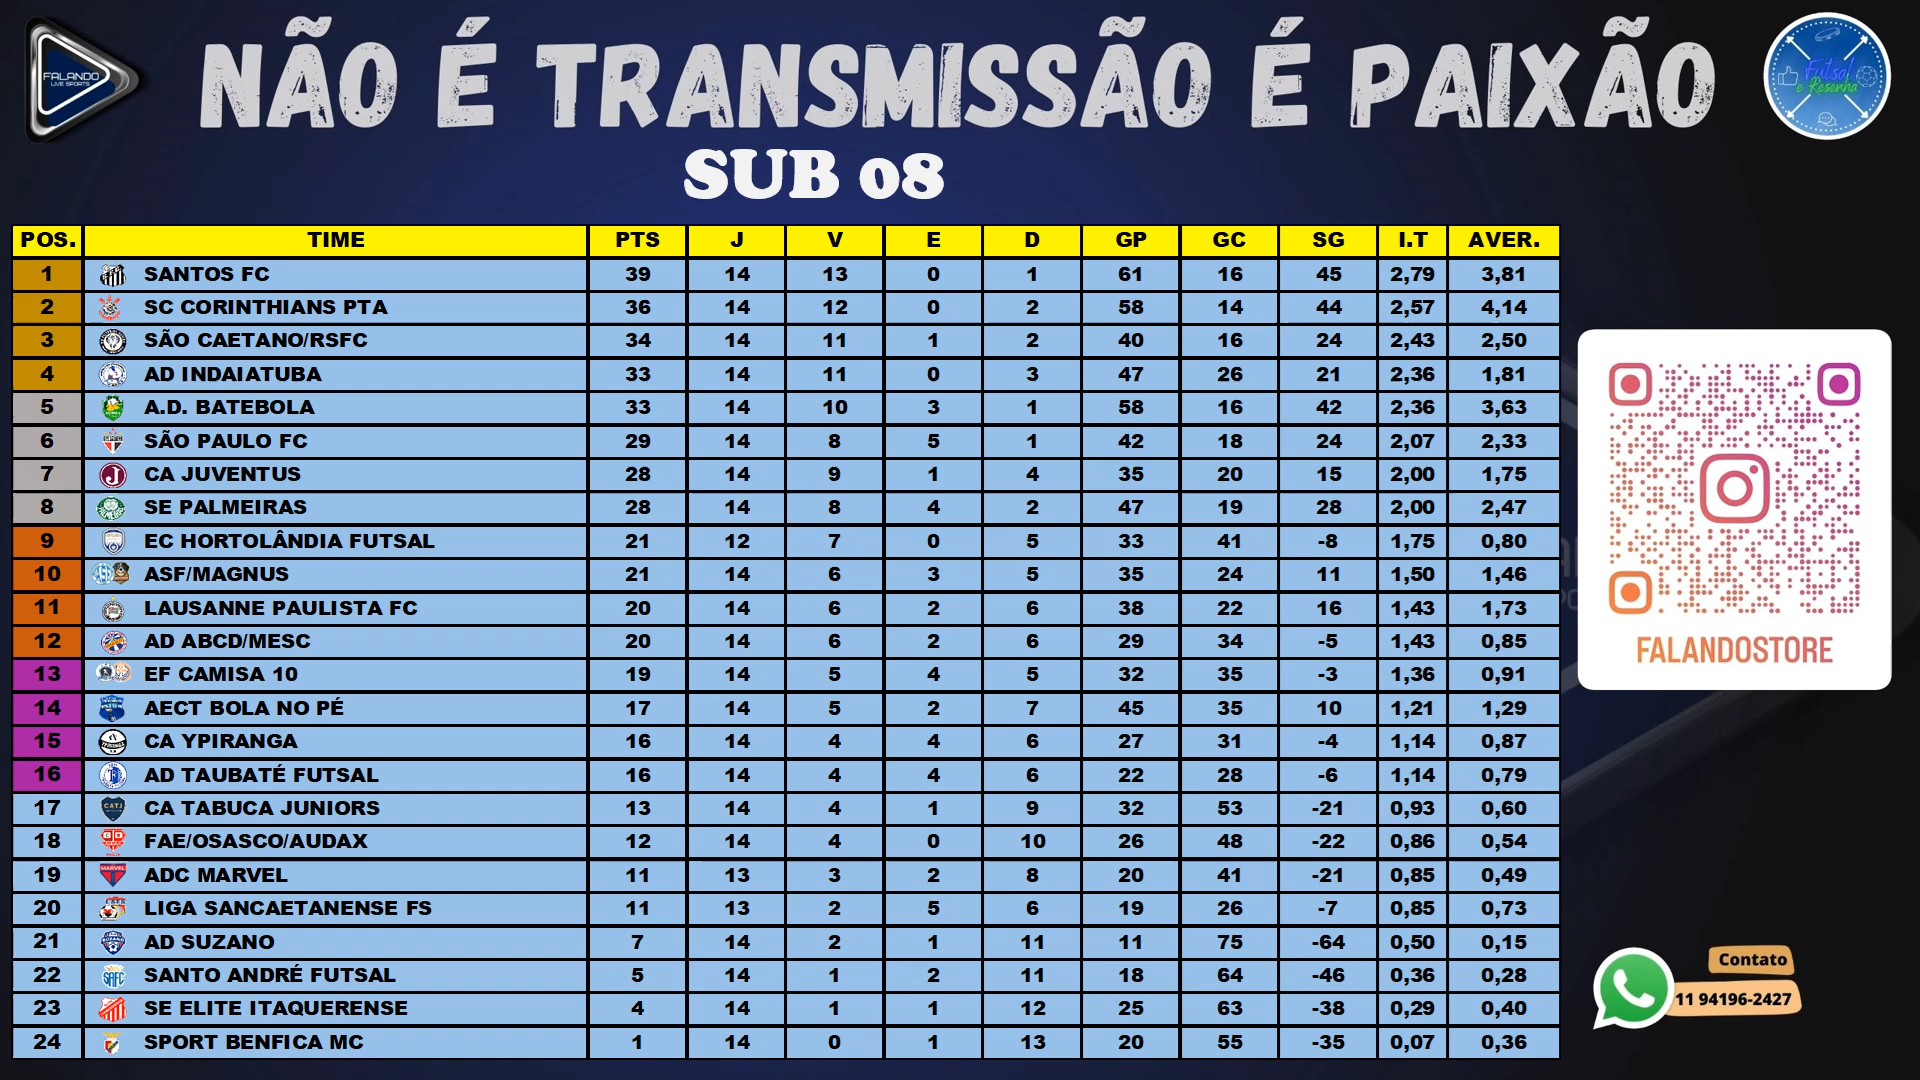 FALANDO
LIVE SPORTS
NÃO É TRANSMISSÃO É PAIXÃO
Futsal
e Resenha
SUB 08
POS. TIME PTS J V E D GP GC SG I.T AVER.
1 SANTOS FC 39 14 13 0 1 61 16 45 2,79 3,81
2 SC CORINTHIANS PTA 36 14 12 0 2 58 14 44 2,57 4,14
3 SÃO CAETANO/RSFC 34 14 11 1 2 40 16 24 2,43 2,50
4 AD INDAIATUBA 33 14 11 0 3 47 26 21 2,36 1,81
5 A.D. BATEBOLA 33 14 10 3 1 58 16 42 2,36 3,63
6 SÃO PAULO FC 29 14 8 5 1 42 18 24 2,07 2,33
7 CA JUVENTUS 28 14 9 1 4 35 20 15 2,00 1,75
8 SE PALMEIRAS 28 14 8 4 2 47 19 28 2,00 2,47
9 EC HORTOLÂNDIA FUTSAL 21 12 7 0 5 33 41 -8 1,75 0,80
10 ASF/MAGNUS 21 14 6 3 5 35 24 11 1,50 1,46
11 LAUSANNE PAULISTA FC 20 14 6 2 6 38 22 16 1,43 1,73
12 AD ABCD/MESC 20 14 6 2 6 29 34 -5 1,43 0,85
13 EF CAMISA 10 19 14 5 4 5 32 35 -3 1,36 0,91
14 AECT BOLA NO PÉ 17 14 5 2 7 45 35 10 1,21 1,29
15 CA YPIRANGA 16 14 4 4 6 27 31 -4 1,14 0,87
16 AD TAUBATÉ FUTSAL 16 14 4 4 6 22 28 -6 1,14 0,79
17 CA TABUCA JUNIORS 13 14 4 1 9 32 53 -21 0,93 0,60
18 FAE/OSASCO/AUDAX 12 14 4 0 10 26 48 -22 0,86 0,54
19 ADC MARVEL 11 13 3 2 8 20 41 -21 0,85 0,49
20 LIGA SANCAETANENSE FS 11 13 2 5 6 19 26 -7 0,85 0,73
21 AD SUZANO 7 14 2 1 11 11 75 -64 0,50 0,15
22 SANTO ANDRÉ FUTSAL 5 14 1 2 11 18 64 -46 0,36 0,28
23 SE ELITE ITAQUERENSE 4 14 1 1 12 25 63 -38 0,29 0,40
24 SPORT BENFICA MC 1 14 0 1 13 20 55 -35 0,07 0,36
FALANDOSTORE
Contato
11 94196-2427